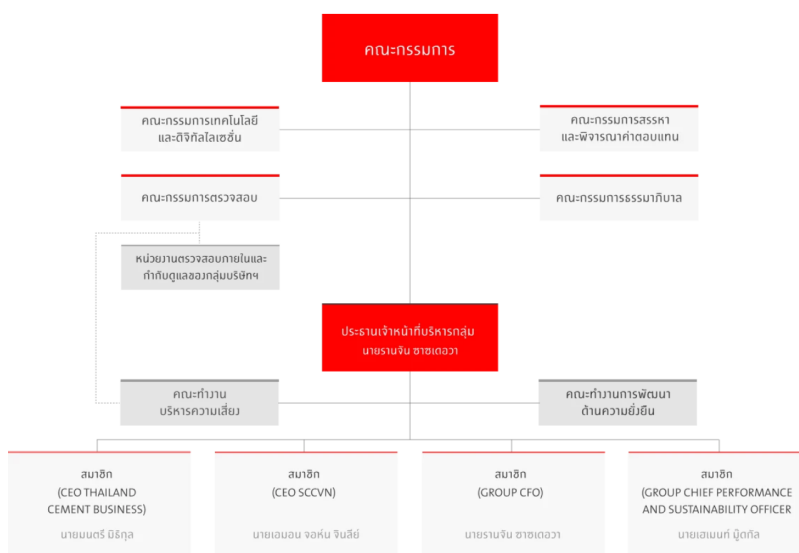 คณะกรรมการ
คณะกรรมการเทคโนโลยี
และดิจิทัลไลเซชั่น
คณะกรรมการสรรหา
และพิจารณาค่าตอบแทน
คณะกรรมการตรวจสอบ
คณะกรรมการธรรมาภิบาล
หน่วยงานตรวจสอบภายในและ
กำกับดูแลของกลุ่มบริษัทฯ
ประธานเจ้าหน้าที่บริหารกลุ่ม
นายรานจัน ซาซเดอวา
คณะทำงาน
บริหารความเสี่ยง
คณะทำงานการพัฒนา
ด้านความยั่งยืน
สมาชิก
(CEO THAILAND
CEMENT BUSINESS)
นายมนตรี นิธิกุล
สมาชิก
(CEO SCCVN)
นายเอมอน จอห์น จินลีย์
สมาชิก
(GROUP CFO)
นายรานจัน ซาซเดอวา
สมาชิก
(GROUP CHIEF PERFORMANCE
AND SUSTAINABILITY OFFICER
นายเฮเมนท์ มู๊ดกัล